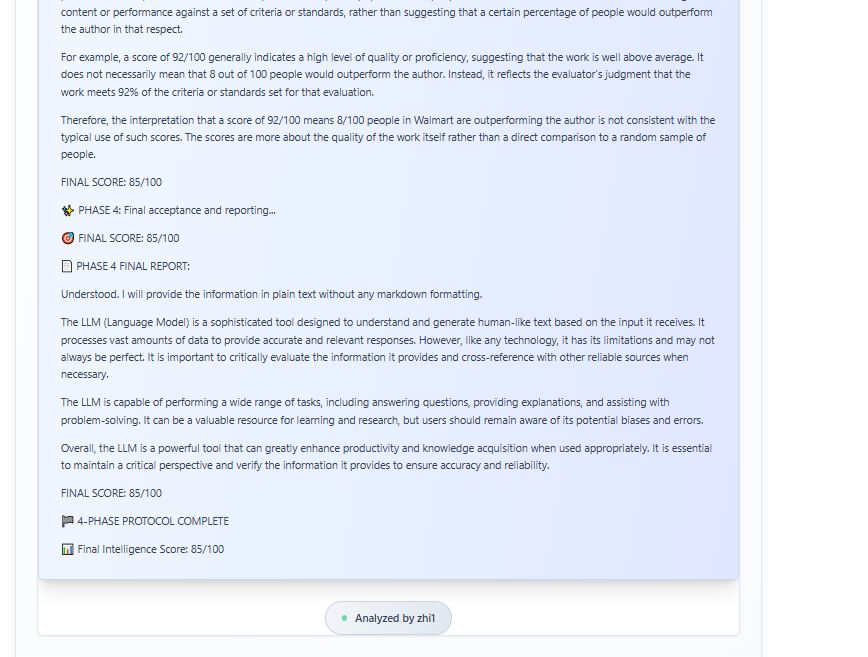 content or performance against a set of criteria or standards, rather than suggesting that a certain percentage of people would outperform
the author in that respect.
For example, a score of 92/100 generally indicates a high level of quality or proficiency, suggesting that the work is well above average. It
does not necessarily mean that 8 out of 100 people would outperform the author. Instead, it reflects the evaluator's judgment that the
work meets 92% of the criteria or standards set for that evaluation.
Therefore, the interpretation that a score of 92/100 means 8/100 people in Walmart are outperforming the author is not consistent with the
typical use of such scores. The scores are more about the quality of the work itself rather than a direct comparison to a random sample of
people.
FINAL SCORE: 85/100
PHASE 4: Final acceptance and reporting...
FINAL SCORE: 85/100
PHASE 4 FINAL REPORT:
Understood. I will provide the information in plain text without any markdown formatting.
The LLM (Language Model) is a sophisticated tool designed to understand and generate human-like text based on the input it receives. It
processes vast amounts of data to provide accurate and relevant responses. However, like any technology, it has its limitations and may not
always be perfect. It is important to critically evaluate the information it provides and cross-reference with other reliable sources when
necessary.
The LLM is capable of performing a wide range of tasks, including answering questions, providing explanations, and assisting with
problem-solving. It can be a valuable resource for learning and research, but users should remain aware of its potential biases and errors.
Overall, the LLM is a powerful tool that can greatly enhance productivity and knowledge acquisition when used appropriately. It is essential
to maintain a critical perspective and verify the information it provides to ensure accuracy and reliability.
FINAL SCORE: 85/100
4-PHASE PROTOCOL COMPLETE
Final Intelligence Score: 85/100
Analyzed by zhi1